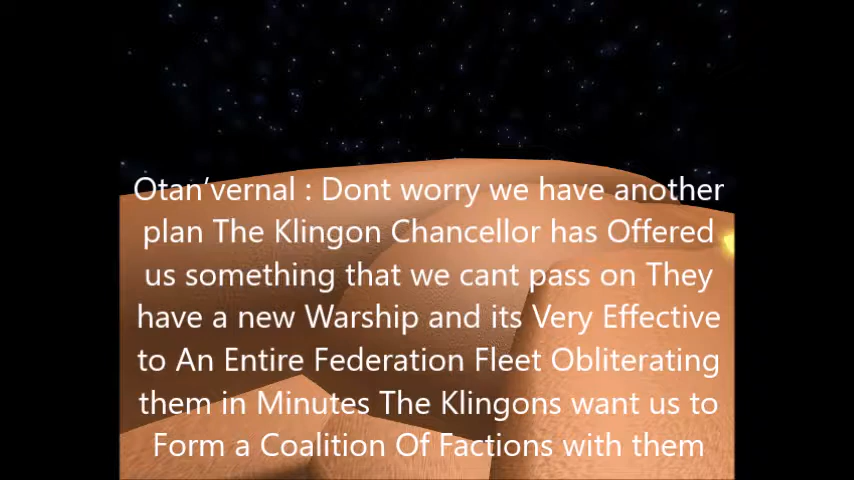 Otan’vernal : Dont worry we have another
plan The Klingon Chancellor has Offered
us something that we cant pass on They
have a new Warship and its Very Effective
to An Entire Federation Fleet Obliterating
them in Minutes The Klingons want us to
Form a Coalition Of Factions with them